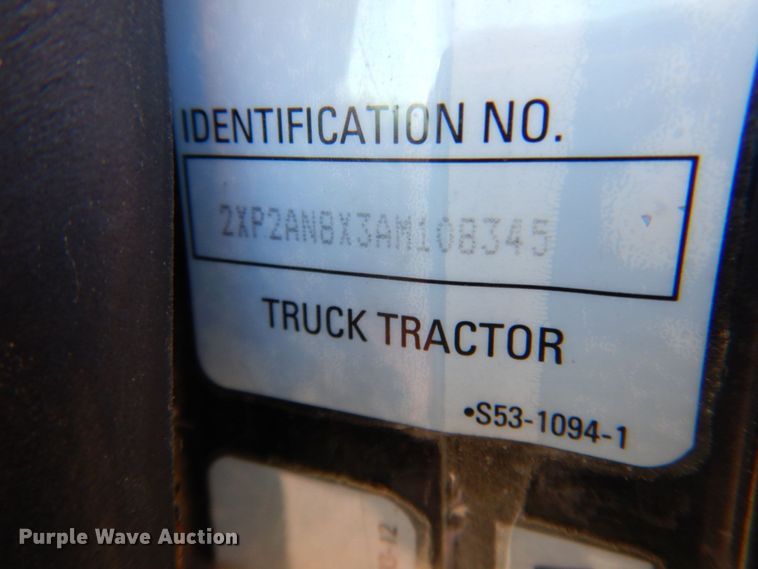 IDENTIFICATION NO.
2XP2AN8X3AM108345
TRUCK TRACTOR
•S53-1094-1
Purple Wave Auction